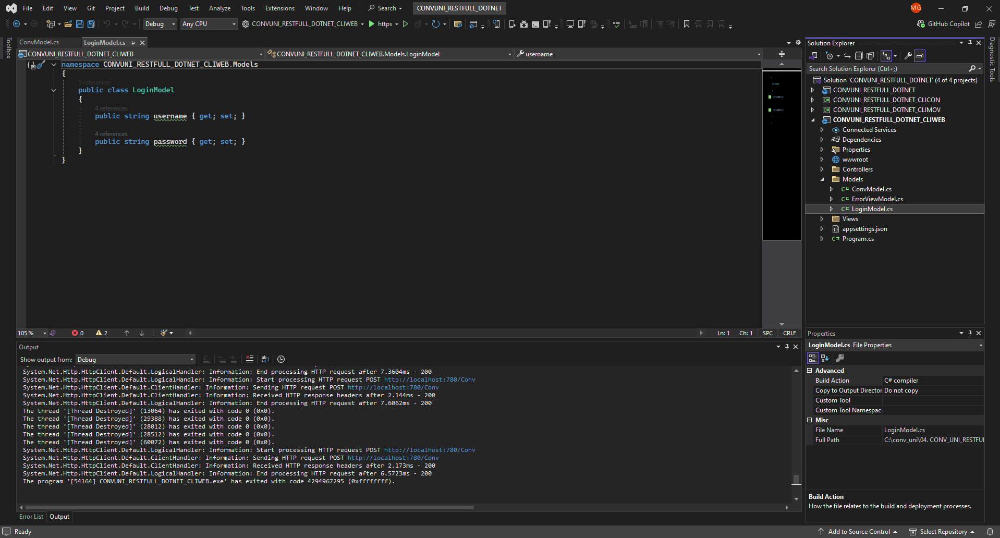 File Edit View Git Project Build Debug Test Analyze Tools Extensions Window Help Search CONVUNI_RESTFULL_DOTNET MG
Debug Any CPU CONVUNI_RESTFULL_DOTNET_CLIWEB https GitHub Copilot
Toolbox
ConvModel.cs LoginModel.cs
CONVUNI_RESTFULL_DOTNET_CLIWEB CONVUNI_RESTFULL_DOTNET_CLIWEB.Models.LoginModel username
namespace CONVUNI_RESTFULL_DOTNET_CLIWEB.Models
{
5 references
public class LoginModel
{
4 references
public string username { get; set; }
4 references
public string password { get; set; }
}
}
105 % 0 2 Ln: 1 Ch: 1 SPC CRLF
Output
Show output from: Debug
System.Net.Http.HttpClient.Default.LogicalHandler: Information: End processing HTTP request after 7.3604ms - 200
System.Net.Http.HttpClient.Default.LogicalHandler: Information: Start processing HTTP request POST http://localhost:780/Conv
System.Net.Http.HttpClient.Default.ClientHandler: Information: Sending HTTP request POST http://localhost:780/Conv
System.Net.Http.HttpClient.Default.ClientHandler: Information: Received HTTP response headers after 2.144ms - 200
System.Net.Http.HttpClient.Default.LogicalHandler: Information: End processing HTTP request after 7.6062ms - 200
The thread '[Thread Destroyed]' (13064) has exited with code 0 (0x0).
The thread '[Thread Destroyed]' (29388) has exited with code 0 (0x0).
The thread '[Thread Destroyed]' (28012) has exited with code 0 (0x0).
The thread '[Thread Destroyed]' (28512) has exited with code 0 (0x0).
The thread '[Thread Destroyed]' (60072) has exited with code 0 (0x0).
System.Net.Http.HttpClient.Default.LogicalHandler: Information: Start processing HTTP request POST http://localhost:780/Conv
System.Net.Http.HttpClient.Default.ClientHandler: Information: Sending HTTP request POST http://localhost:780/Conv
System.Net.Http.HttpClient.Default.ClientHandler: Information: Received HTTP response headers after 2.173ms - 200
System.Net.Http.HttpClient.Default.LogicalHandler: Information: End processing HTTP request after 6.5723ms - 200
The program '[54164] CONVUNI_RESTFULL_DOTNET_CLIWEB.exe' has exited with code 4294967295 (0xffffffff).
Error List Output
Solution Explorer
Search Solution Explorer (Ctrl+;)
Solution 'CONVUNI_RESTFULL_DOTNET' (4 of 4 projects)
CONVUNI_RESTFULL_DOTNET
C# CONVUNI_RESTFULL_DOTNET_CLICON
C# CONVUNI_RESTFULL_DOTNET_CLIMOV
CONVUNI_RESTFULL_DOTNET_CLIWEB
Connected Services
Dependencies
Properties
wwwroot
Controllers
Models
C# ConvModel.cs
C# ErrorViewModel.cs
C# LoginModel.cs
Views
appsettings.json
C# Program.cs
Diagnostic Tools
Properties
LoginModel.cs File Properties
Advanced
Build Action C# compiler
Copy to Output Director Do not copy
Custom Tool
Custom Tool Namespac
Misc
File Name LoginModel.cs
Full Path C:\conv_uni\04. CONV_UNI_RESTFUI
Build Action
How the file relates to the build and deployment processes.
Ready Add to Source Control Select Repository